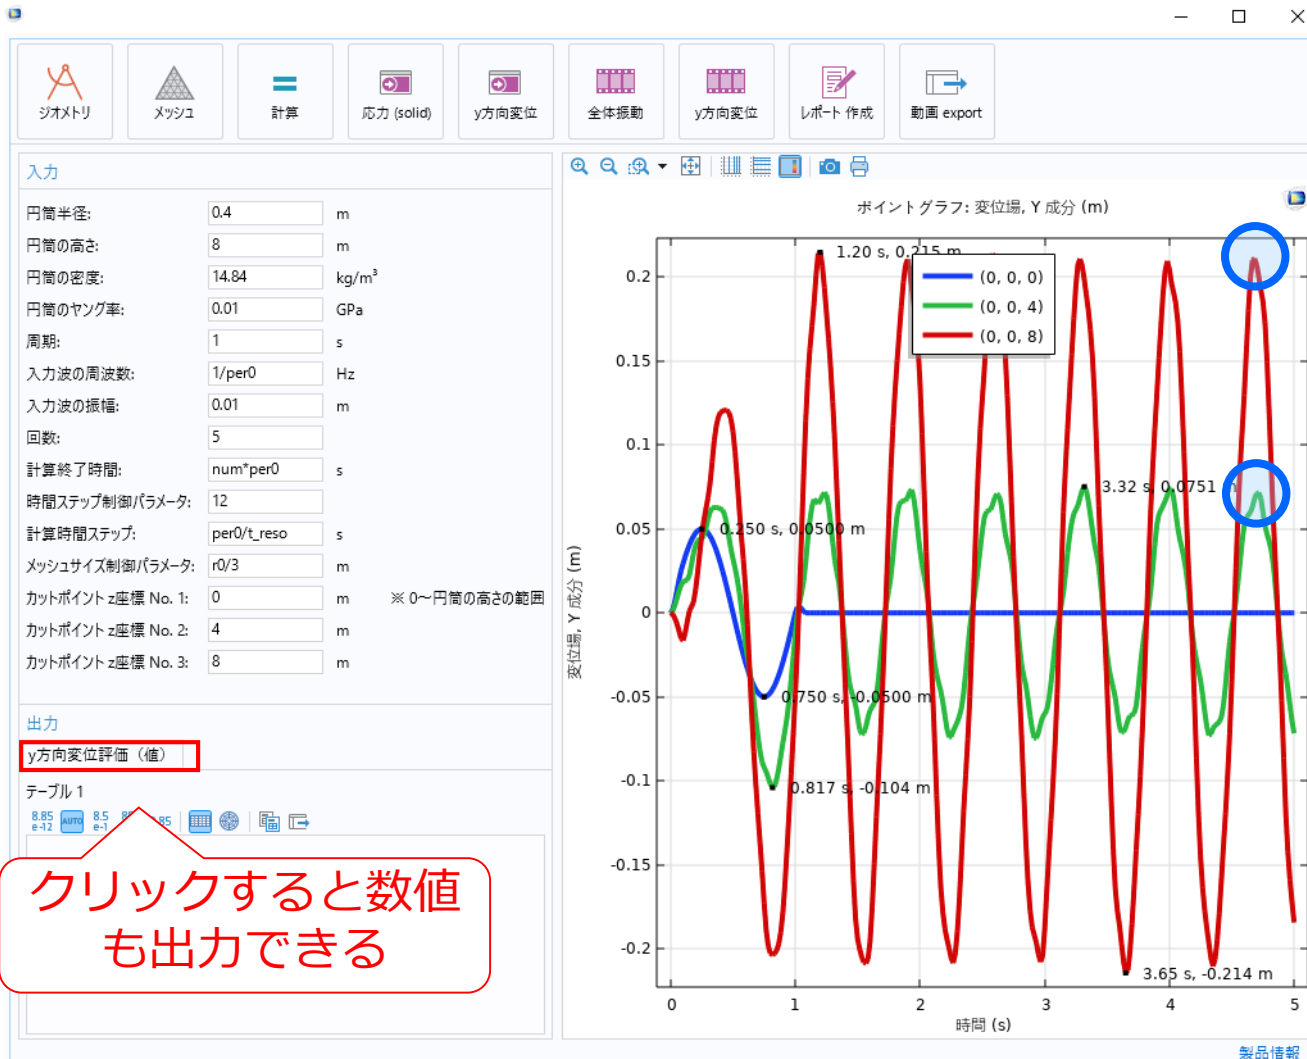 ジオメトリ
メッシュ
計算
応力 (solid)
y方向変位
全体振動
y方向変位
レポート 作成
動画 export
入力
円筒半径: 0.4 m
円筒の高さ: 8 m
円筒の密度: 14.84 kg/m³
円筒のヤング率: 0.01 GPa
周期: 1 s
入力波の周波数: 1/per0 Hz
入力波の振幅: 0.01 m
回数: 5
計算終了時間: num*per0 s
時間ステップ制御パラメータ: 12
計算時間ステップ: per0/t_reso s
メッシュサイズ制御パラメータ: r0/3 m
カットポイント z座標 No. 1: 0 m ※ 0～円筒の高さの範囲
カットポイント z座標 No. 2: 4 m
カットポイント z座標 No. 3: 8 m
出力
y方向変位評価（値）
テーブル 1
8.85 e-12
AUTO
8.5 e-1
クリックすると数値
も出力できる
ポイントグラフ: 変位場, Y 成分 (m)
1.20 s, 0.215 m
(0, 0, 0)
(0, 0, 4)
(0, 0, 8)
3.32 s, 0.0751
0.250 s, 0.0500 m
0.750 s, -0.0500 m
0.817 s, -0.104 m
3.65 s, -0.214 m
変位場, Y 成分 (m)
0.2
0.15
0.1
0.05
0
-0.05
-0.1
-0.15
-0.2
0 1 2 3 4 5
時間 (s)
製品情報